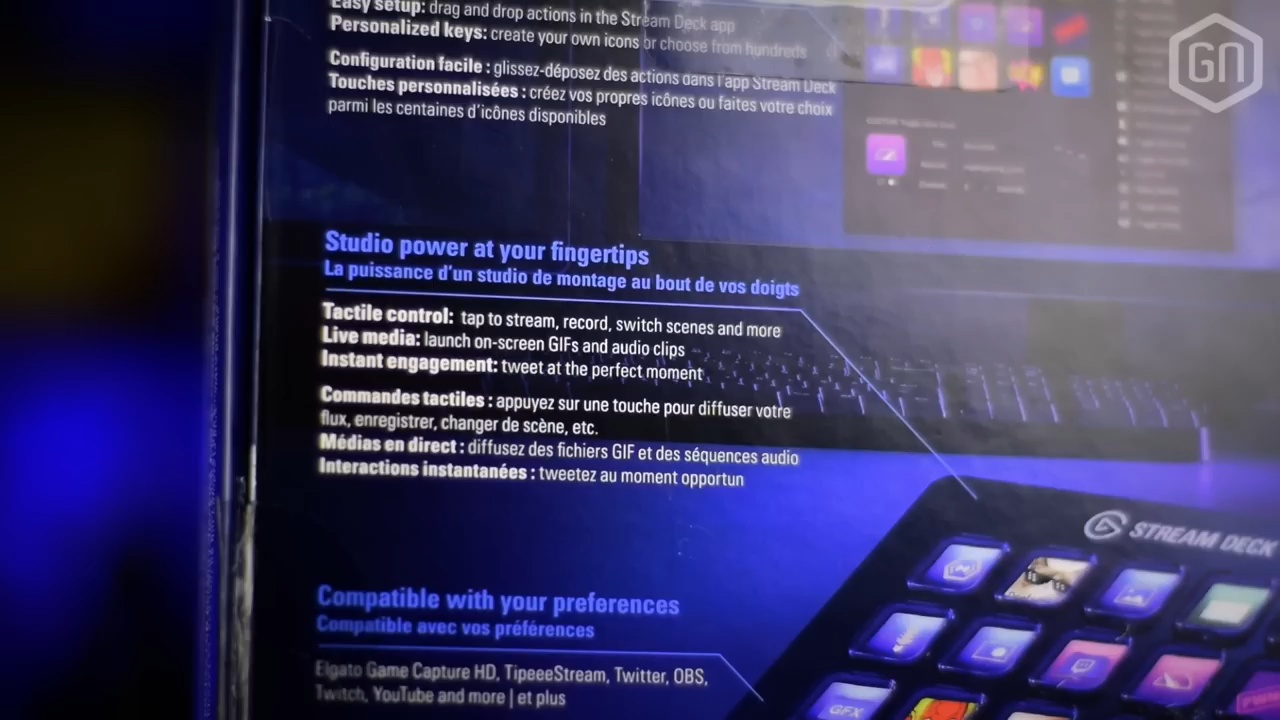 Easy setup: drag and drop actions in the Stream Deck app
Personalized keys: create your own icons or choose from hundreds
Configuration facile : glissez-déposez des actions dans l'app Stream Deck
Touches personnalisées : créez vos propres icônes ou faites votre choix
parmi les centaines d'icônes disponibles
GN
Studio power at your fingertips
La puissance d'un studio de montage au bout de vos doigts
Tactile control: tap to stream, record, switch scenes and more
Live media: launch on-screen GIFs and audio clips
Instant engagement: tweet at the perfect moment
Commandes tactiles : appuyez sur une touche pour diffuser votre
flux, enregistrer, changer de scène, etc.
Médias en direct : diffusez des fichiers GIF et des séquences audio
Interactions instantanées : tweetez au moment opportun
STREAM DECK
Compatible with your preferences
Compatible avec vos préférences
Elgato Game Capture HD, TipeeeStream, Twitter, OBS,
Twitch, YouTube and more | et plus
GFX